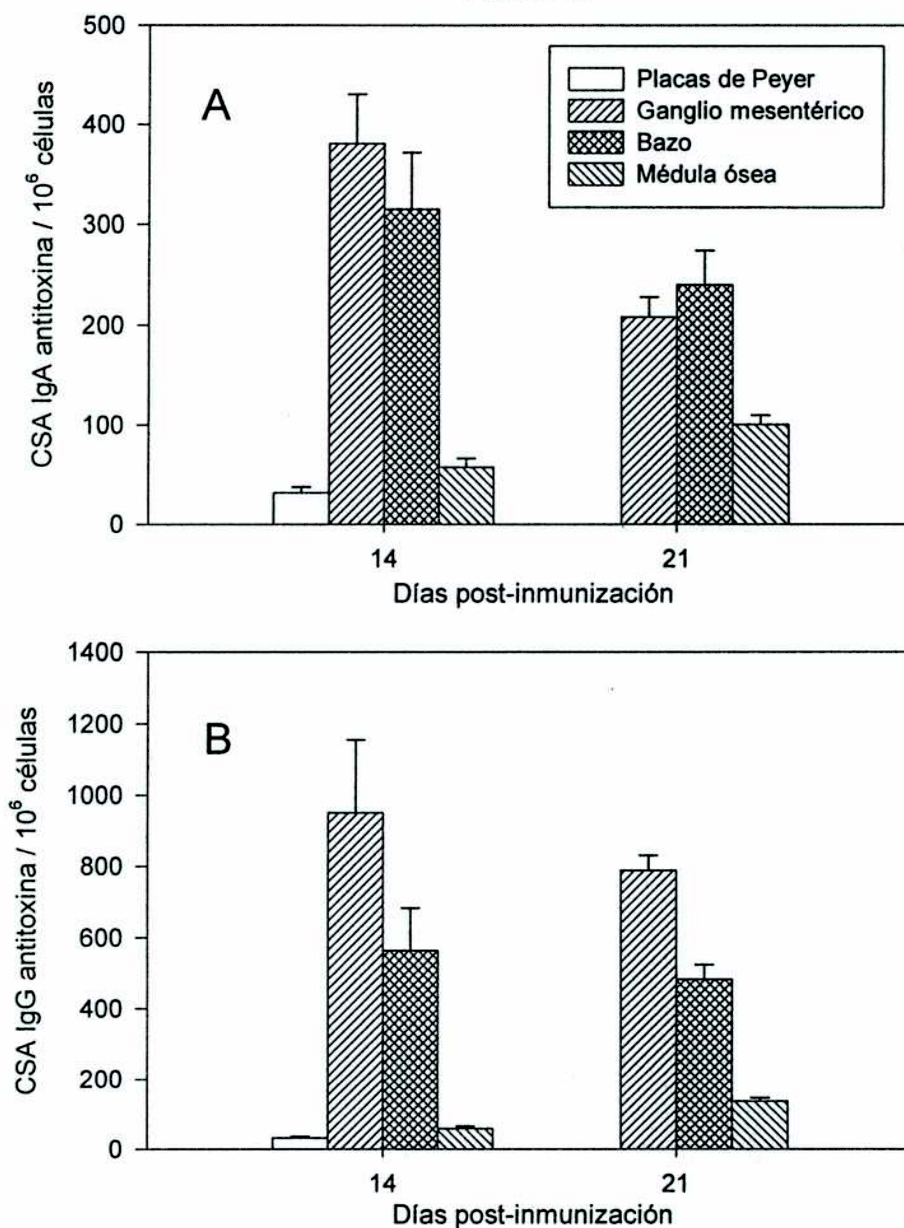 500
400
300
200
100
0
CSA IgA antitoxina / 10⁶ células
A
Placas de Peyer
Ganglio mesentérico
Bazo
Médula ósea
14
21
Días post-inmunización
1400
1200
1000
800
600
400
200
0
CSA IgG antitoxina / 10⁶ células
B
14
21
Días post-inmunización